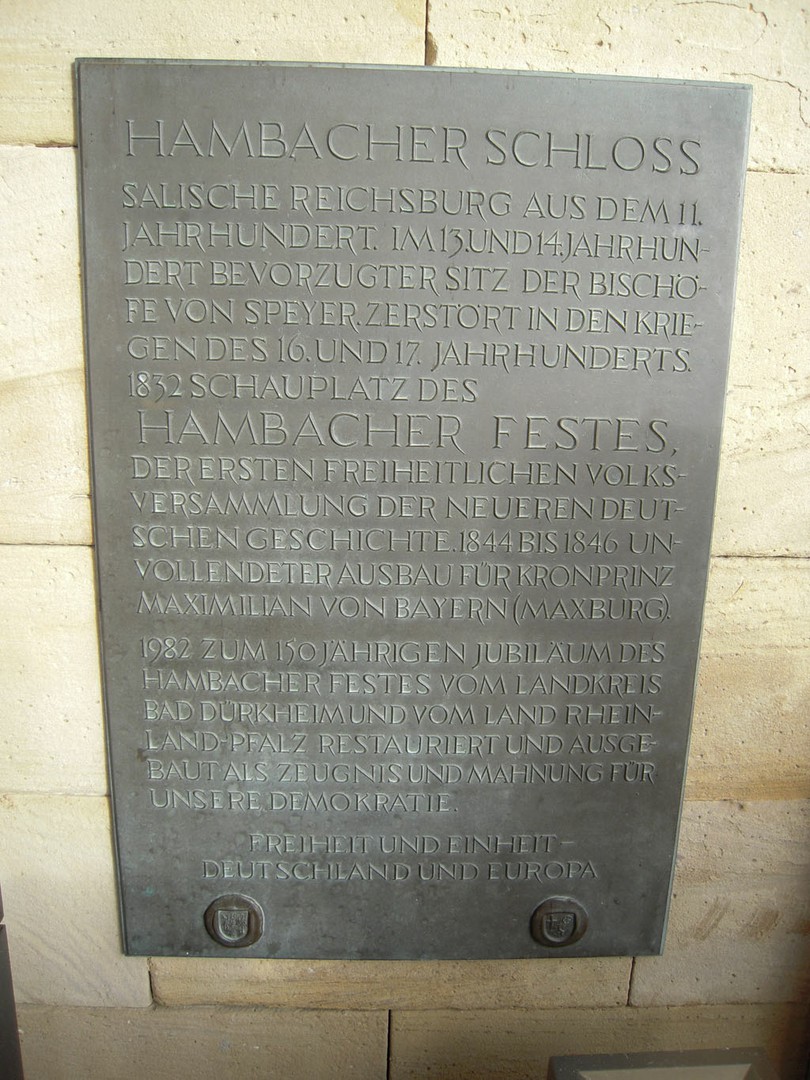 HAMBACHER SCHLOSS
SALISCHE REICHSBURG AUS DEM 11.
JAHRHUNDERT. IM 13. UND 14. JAHRHUN-
DERT BEVORZUGTER SITZ DER BISCHÖ-
FE VON SPEYER. ZERSTÖRT IN DEN KRIE-
GEN DES 16. UND 17. JAHRHUNDERTS.
1832 SCHAUPLATZ DES
HAMBACHER FESTES,
DER ERSTEN FREIHEITLICHEN VOLKS-
VERSAMMLUNG DER NEUEREN DEUT-
SCHEN GESCHICHTE. 1844 BIS 1846 UN-
VOLLENDETER AUSBAU FÜR KRONPRINZ
MAXIMILIAN VON BAYERN (MAXBURG).
1982 ZUM 150 JÄHRIGEN JUBILÄUM DES
HAMBACHER FESTES VOM LANDKREIS
BAD DÜRKHEIM UND VOM LAND RHEIN-
LAND-PFALZ RESTAURIERT UND AUSGE-
BAUT ALS ZEUGNIS UND MAHNUNG FÜR
UNSERE DEMOKRATIE.
FREIHEIT UND EINHEIT –
DEUTSCHLAND UND EUROPA